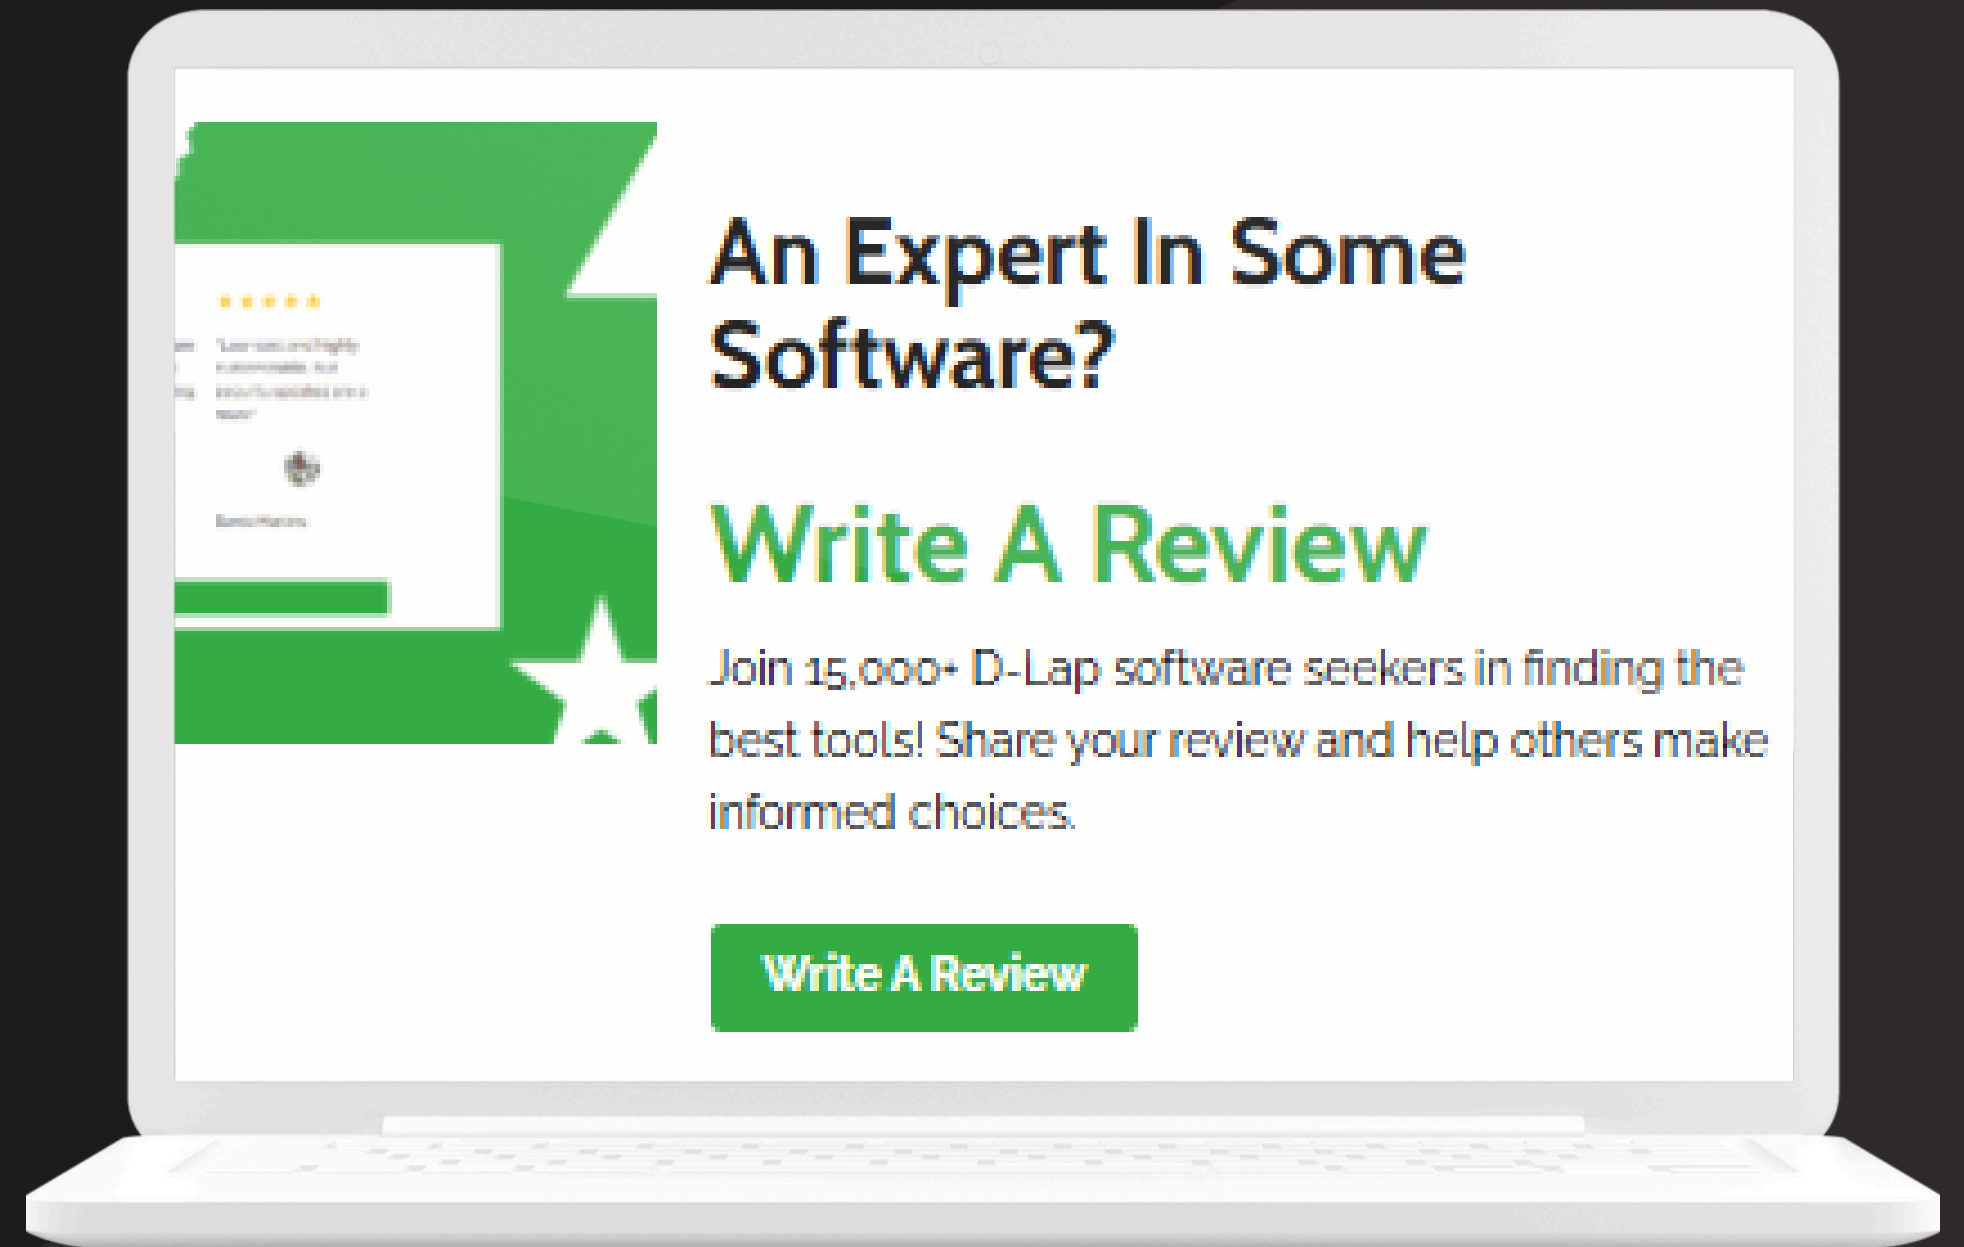 An Expert In Some
Software?
Write A Review
Join 15,000+ D-Lap software seekers in finding the
best tools! Share your review and help others make
informed choices.
Write A Review